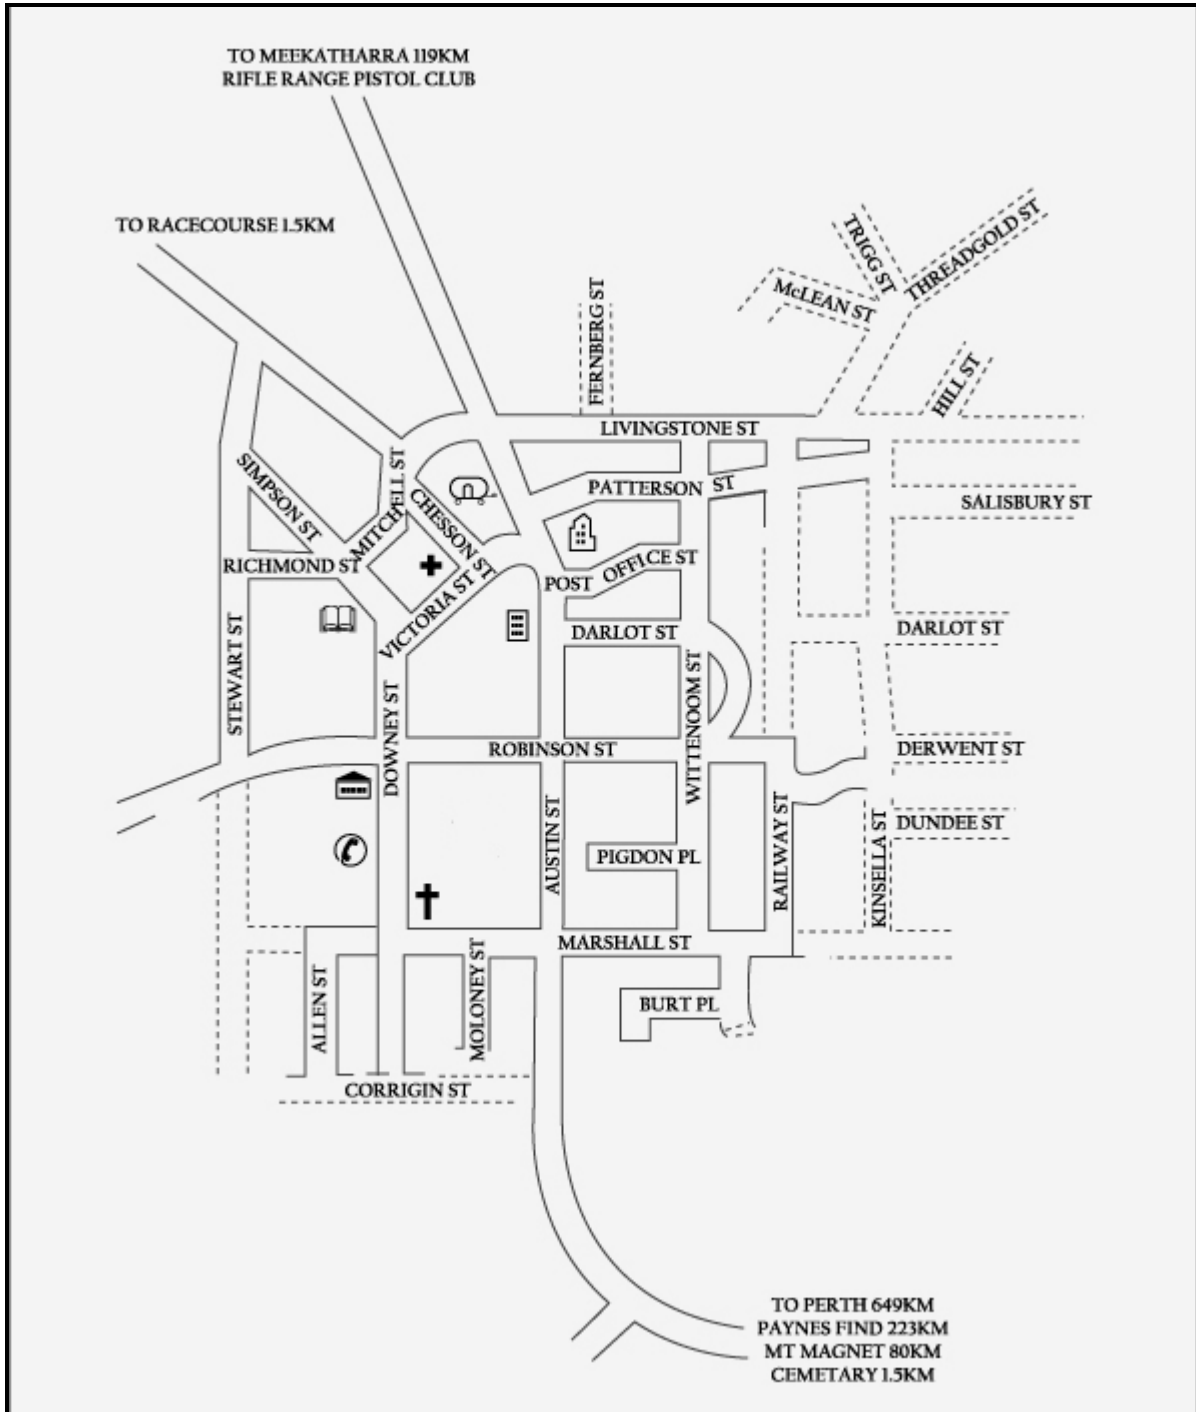 TO MEEKATHARRA 119KM
RIFLE RANGE PISTOL CLUB
TO RACECOURSE 1.5KM
TRIGG ST
THREADGOLD ST
McLEAN ST
FERNBERG ST
HILL ST
LIVINGSTONE ST
SIMPSON ST
MITCHELL ST
CHESSON ST
PATTERSON ST
SALISBURY ST
RICHMOND ST
VICTORIA ST
POST OFFICE ST
STEWART ST
DARLOT ST
DARLOT ST
DOWNEY ST
ROBINSON ST
WITTENOOM ST
DERWENT ST
AUSTIN ST
PIGDON PL
RAILWAY ST
KINSELLA ST
DUNDEE ST
MARSHALL ST
ALLEN ST
MOLONEY ST
BURT PL
CORRIGIN ST
TO PERTH 649KM
PAYNES FIND 223KM
MT MAGNET 80KM
CEMETARY 1.5KM